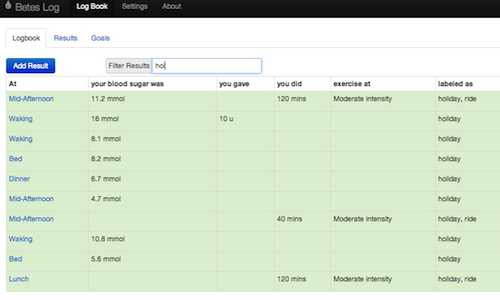 Betes Log Log Book Settings About
Logbook Results Goals
Add Result Filter Results hol
At your blood sugar was you gave you did exercise at labeled as
Mid-Afternoon 11.2 mmol 120 mins Moderate intensity holiday, ride
Waking 16 mmol 10 u holiday
Waking 8.1 mmol holiday
Bed 8.2 mmol holiday
Dinner 6.7 mmol holiday
Mid-Afternoon 4.7 mmol holiday
Mid-Afternoon 40 mins Moderate intensity holiday, ride
Waking 10.8 mmol holiday
Bed 5.6 mmol holiday
Lunch 120 mins Moderate intensity holiday, ride